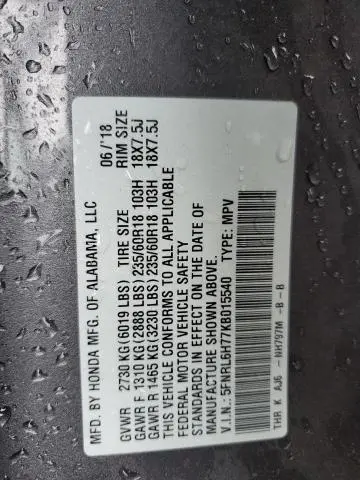 MFD. BY HONDA MFG. OF ALABAMA, LLC 06/'18
GVWR 2730 KG (6019 LBS) TIRE SIZE RIM SIZE
GAWR F 1310 KG (2888 LBS) 235/60R18 103H 18X7.5J
GAWR R 1465 KG (3230 LBS) 235/60R18 103H 18X7.5J
THIS VEHICLE CONFORMS TO ALL APPLICABLE
FEDERAL MOTOR VEHICLE SAFETY
STANDARDS IN EFFECT ON THE DATE OF
MANUFACTURE SHOWN ABOVE.
V.I.N.: 5FNRL6H77KB015540 TYPE: MPV
THR K AJ6 -NH797M -B -B